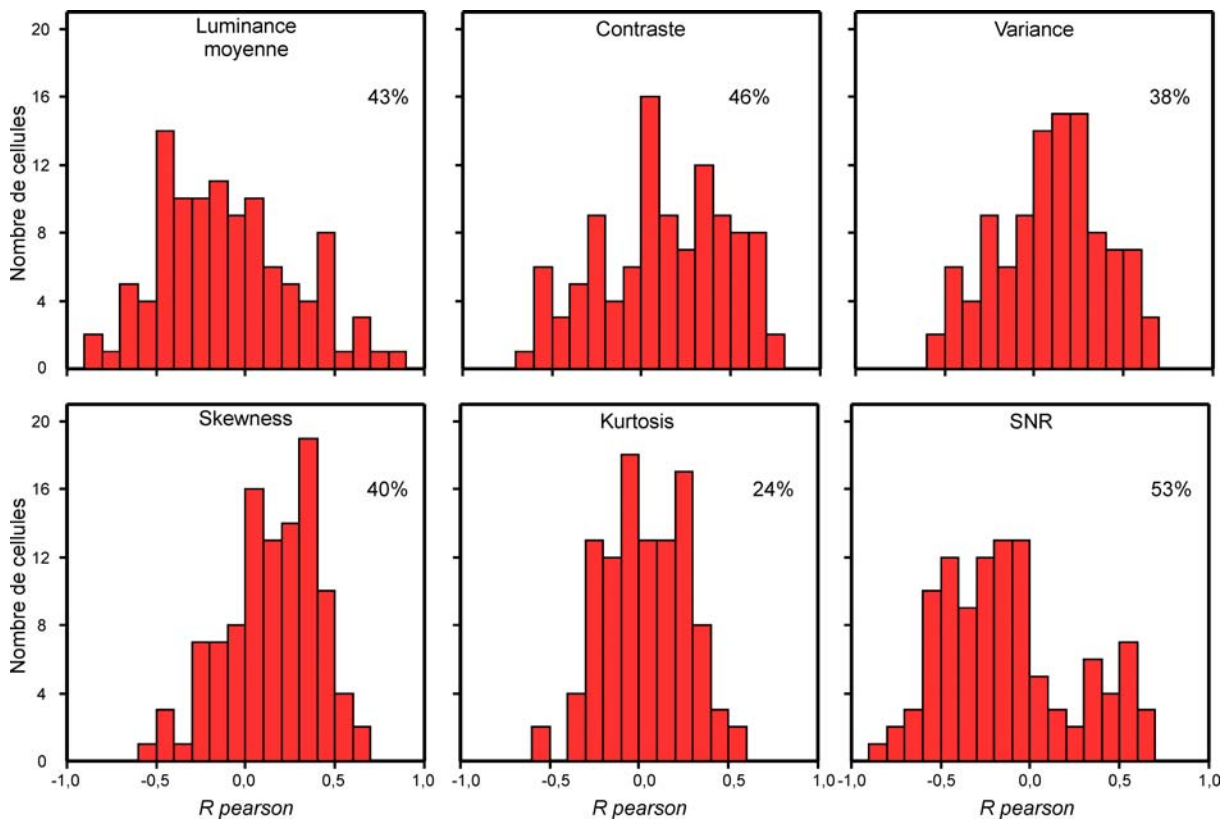 Luminance
moyenne
43%
Nombre de cellules
20
16
12
8
4
0
Contraste
46%
Variance
38%
Skewness
40%
Nombre de cellules
20
16
12
8
4
0
-1,0 -0,5 0,0 0,5 1,0
R pearson
Kurtosis
24%
-1,0 -0,5 0,0 0,5
R pearson
SNR
53%
-1,0 -0,5 0,0 0,5 1,0
R pearson